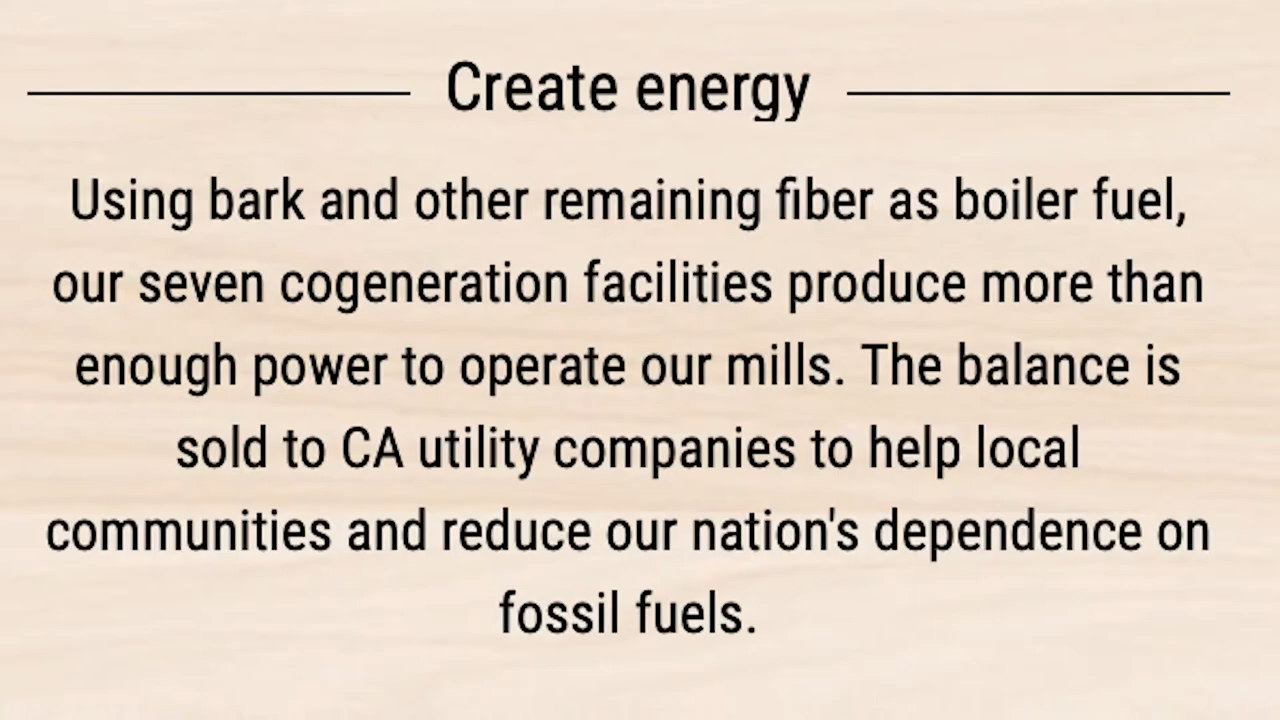 Create energy
Using bark and other remaining fiber as boiler fuel,
our seven cogeneration facilities produce more than
enough power to operate our mills. The balance is
sold to CA utility companies to help local
communities and reduce our nation's dependence on
fossil fuels.